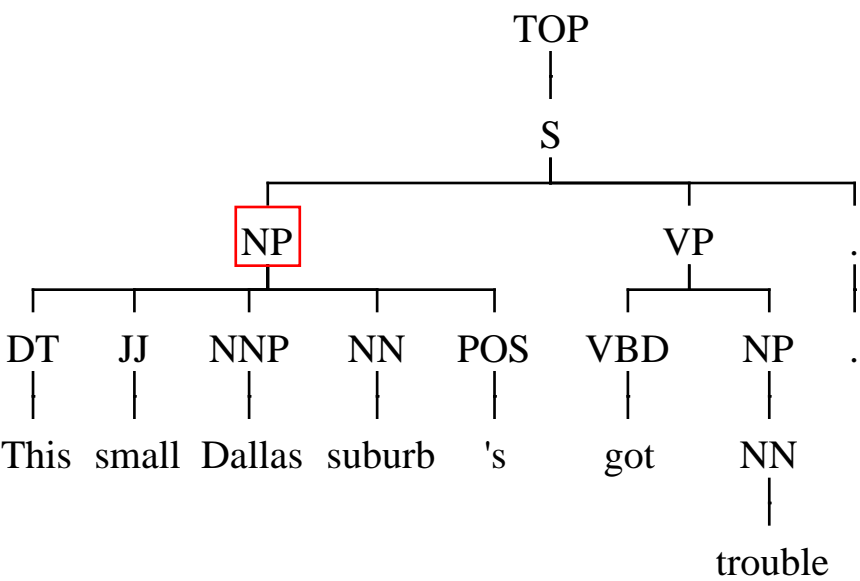 TOP
S
NP VP .
DT JJ NNP NN POS VBD NP .
This small Dallas suburb 's got NN
trouble